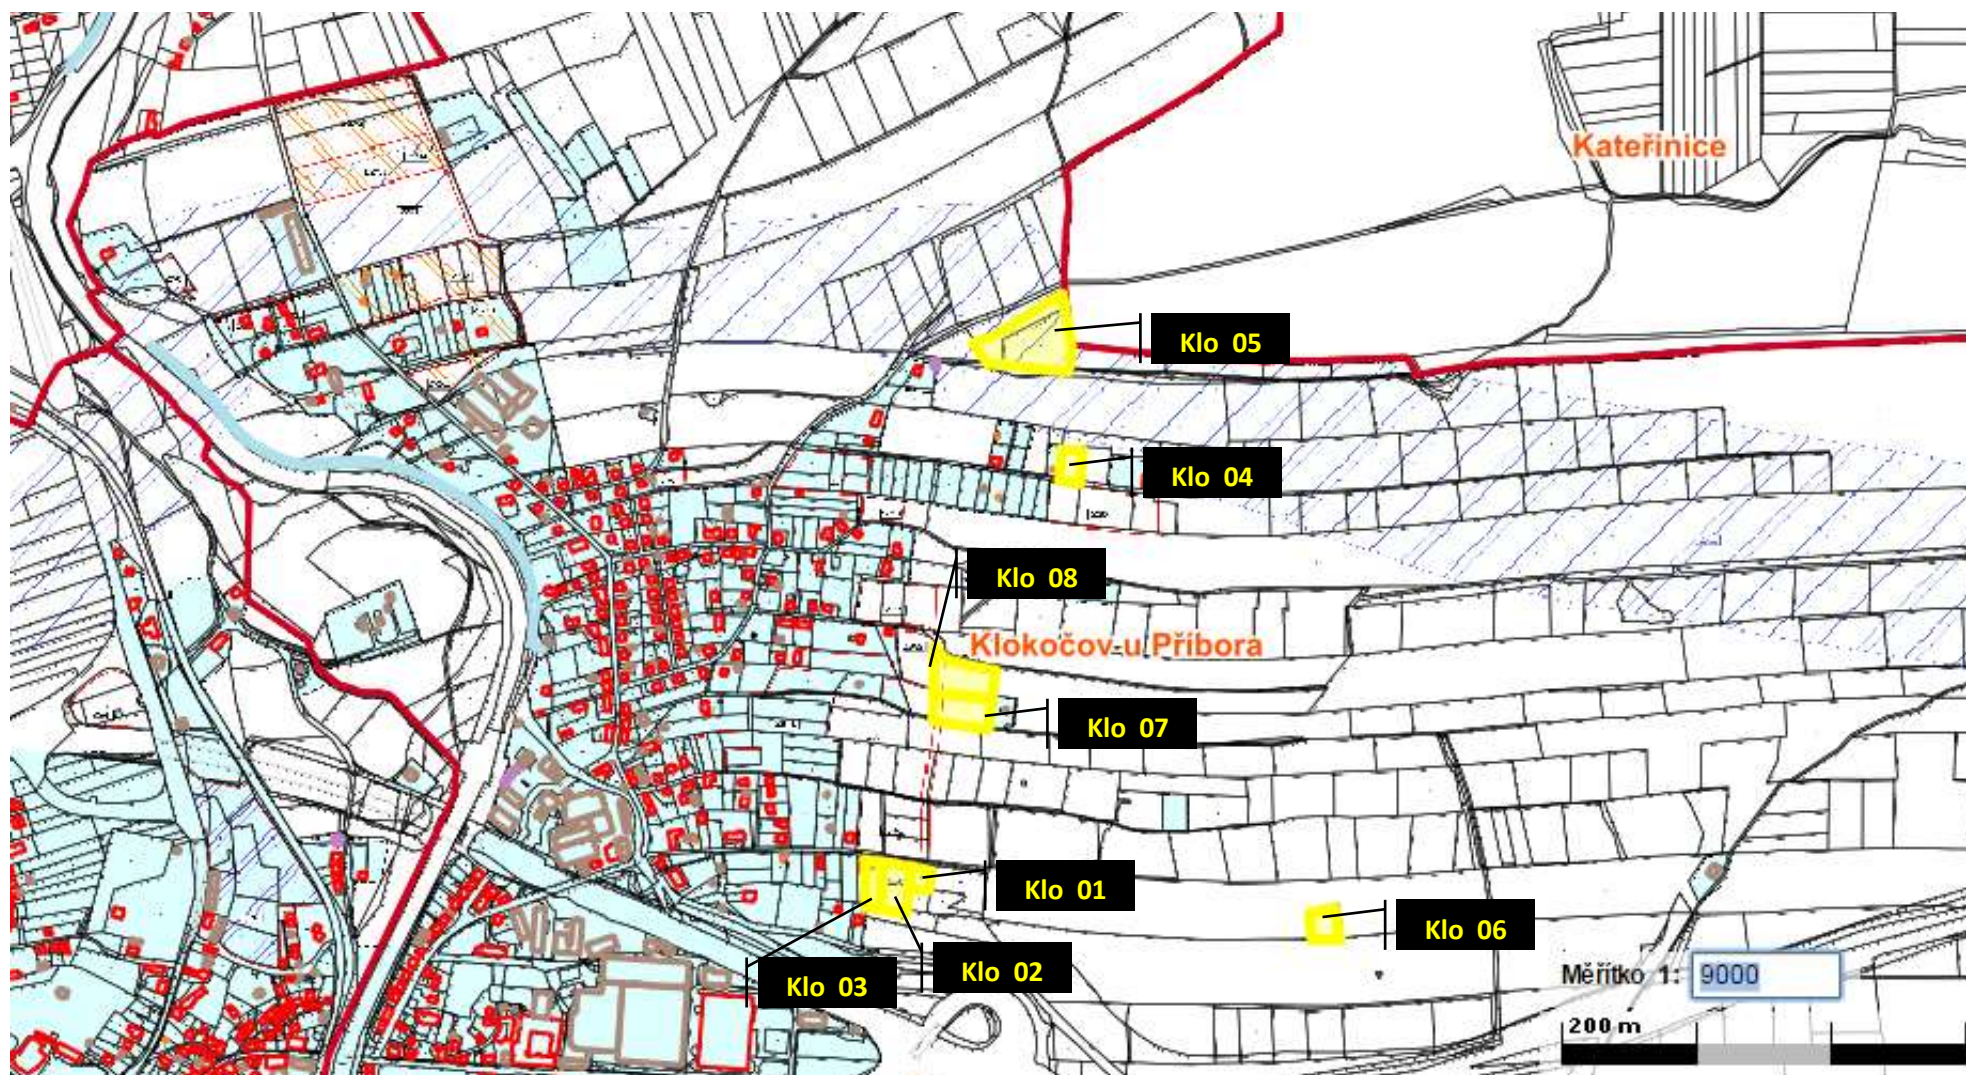 Kateřinice
Klo 05
Klo 04
Klo 08
Klokočov u Příbora
Klo 07
Klo 01
Klo 06
Klo 02
Klo 03
Měřítko 1: 9000
200 m